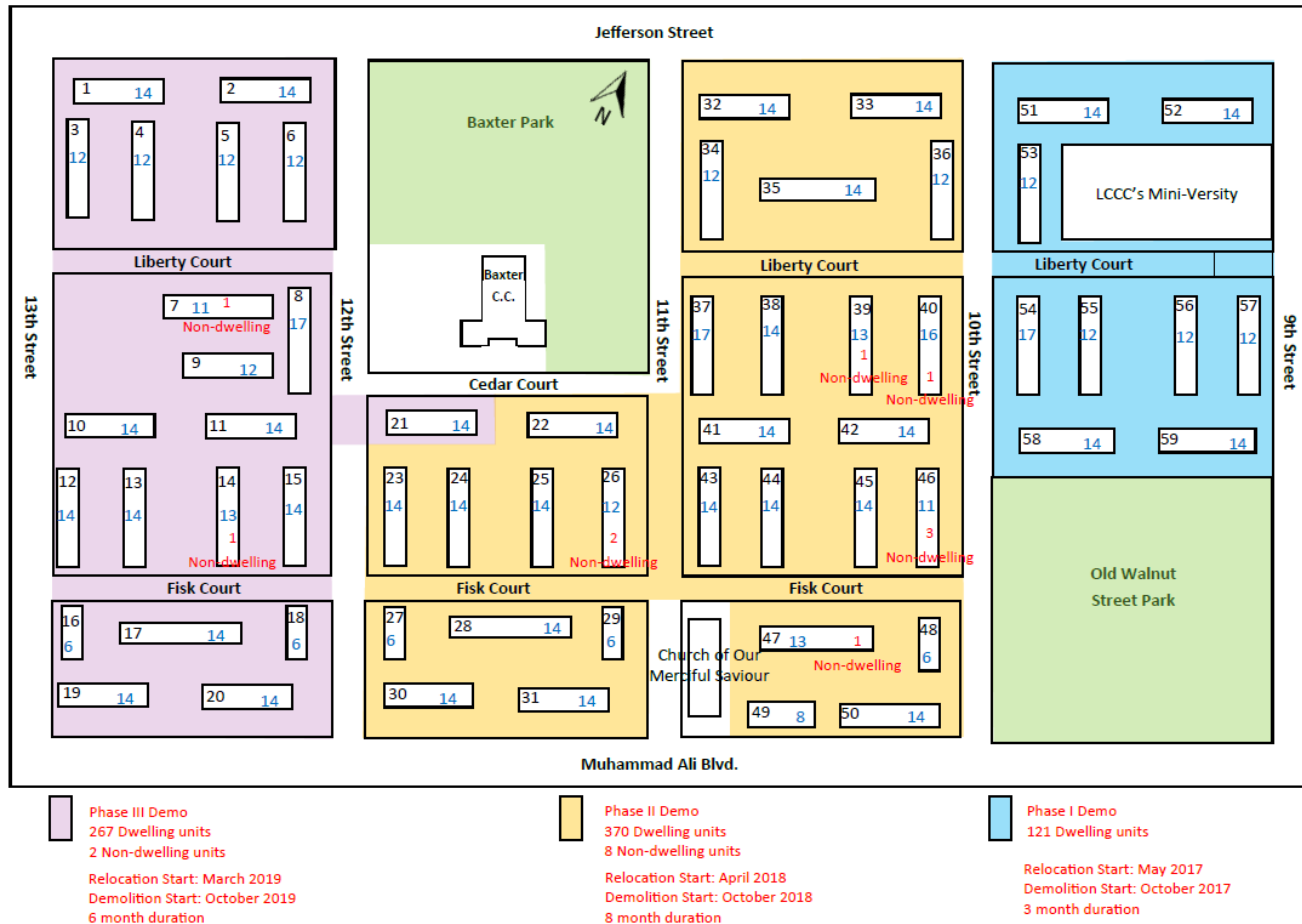 Jefferson Street
1 14
2 14
3 12
4 12
5 12
6 12
Baxter Park
N
32 14
33 14
34 12
35 14
36 12
51 14
52 14
53 12
LCCC's Mini-Versity
Liberty Court
Baxter
C.C.
Liberty Court
Liberty Court
13th Street
12th Street
11th Street
10th Street
9th Street
7 11 1
Non-dwelling
8 17
9 12
Cedar Court
37 17
38 14
39 13 1
Non-dwelling
40 16 1
Non-dwelling
54 17
55 12
56 12
57 12
10 14
11 14
21 14
22 14
41 14
42 14
58 14
59 14
12 14
13 14
14 13 1
Non-dwelling
15 14
23 14
24 14
25 14
26 12 2
Non-dwelling
43 14
44 14
45 14
46 11 3
Non-dwelling
Fisk Court
Fisk Court
Fisk Court
Old Walnut
Street Park
16 6
17 14
18 6
19 14
20 14
27 6
28 14
29 6
30 14
31 14
Church of Our
Merciful Saviour
47 13 1
Non-dwelling
48 6
49 8
50 14
Muhammad Ali Blvd.
Phase III Demo
267 Dwelling units
2 Non-dwelling units
Relocation Start: March 2019
Demolition Start: October 2019
6 month duration
Phase II Demo
370 Dwelling units
8 Non-dwelling units
Relocation Start: April 2018
Demolition Start: October 2018
8 month duration
Phase I Demo
121 Dwelling units
Relocation Start: May 2017
Demolition Start: October 2017
3 month duration